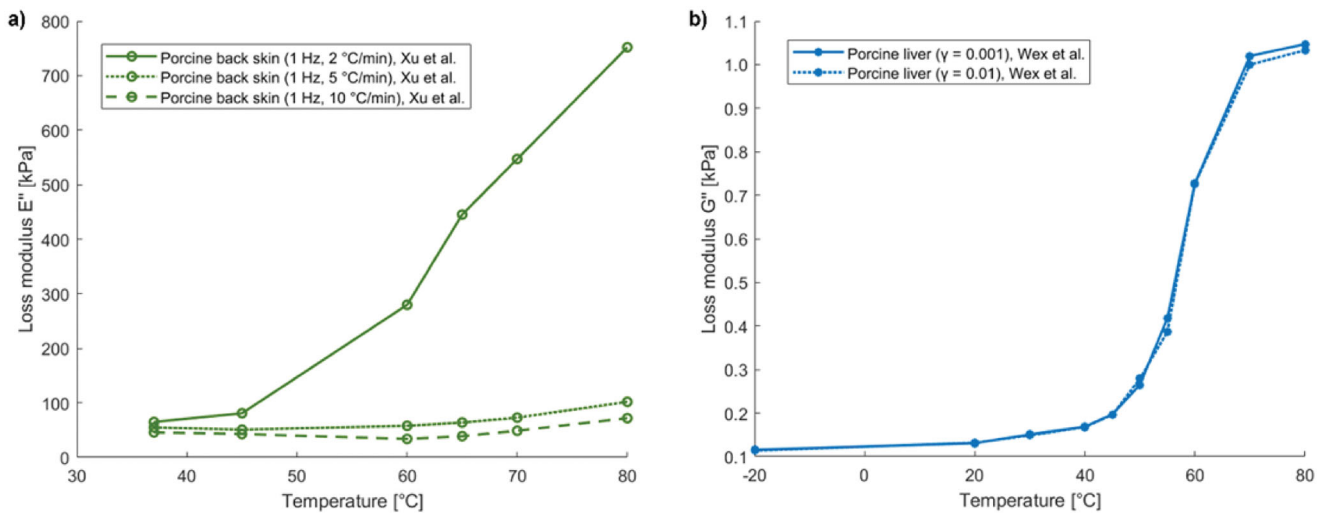 a)
800
700
600
500
400
300
200
100
0
Loss modulus E'' [kPa]
Porcine back skin (1 Hz, 2 °C/min), Xu et al.
Porcine back skin (1 Hz, 5 °C/min), Xu et al.
Porcine back skin (1 Hz, 10 °C/min), Xu et al.
30 40 50 60 70 80
Temperature [°C]
b)
1.1
1.0
0.9
0.8
0.7
0.6
0.5
0.4
0.3
0.2
0.1
Loss modulus G'' [kPa]
Porcine liver (γ = 0.001), Wex et al.
Porcine liver (γ = 0.01), Wex et al.
-20 0 20 40 60 80
Temperature [°C]